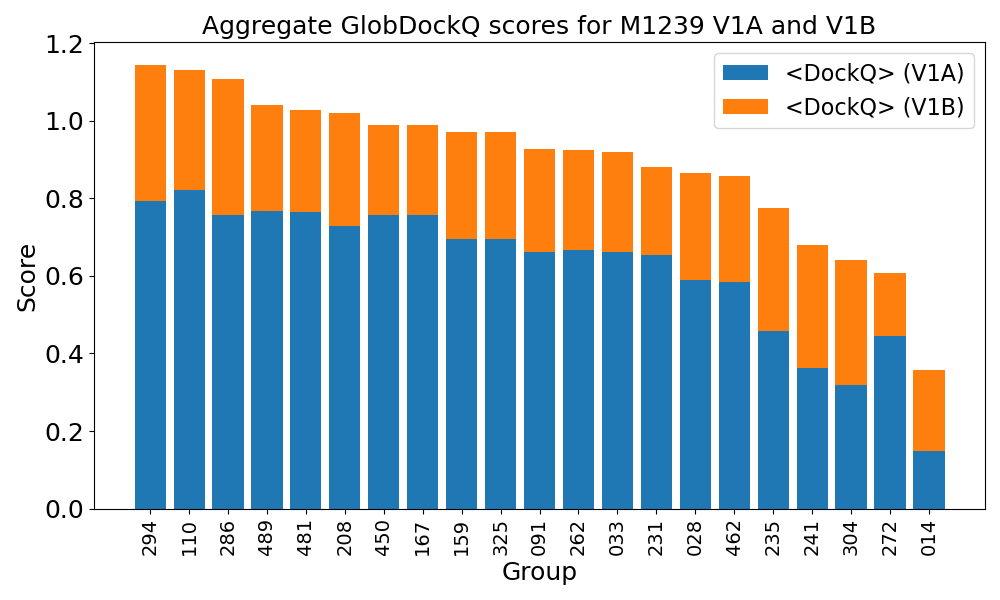 Aggregate GlobDockQ scores for M1239 V1A and V1B
<DockQ> (V1A)
<DockQ> (V1B)
Score
1.2
1.0
0.8
0.6
0.4
0.2
0.0
294 110 286 489 481 208 450 167 159 325 091 262 033 231 028 462 235 241 304 272 014
Group